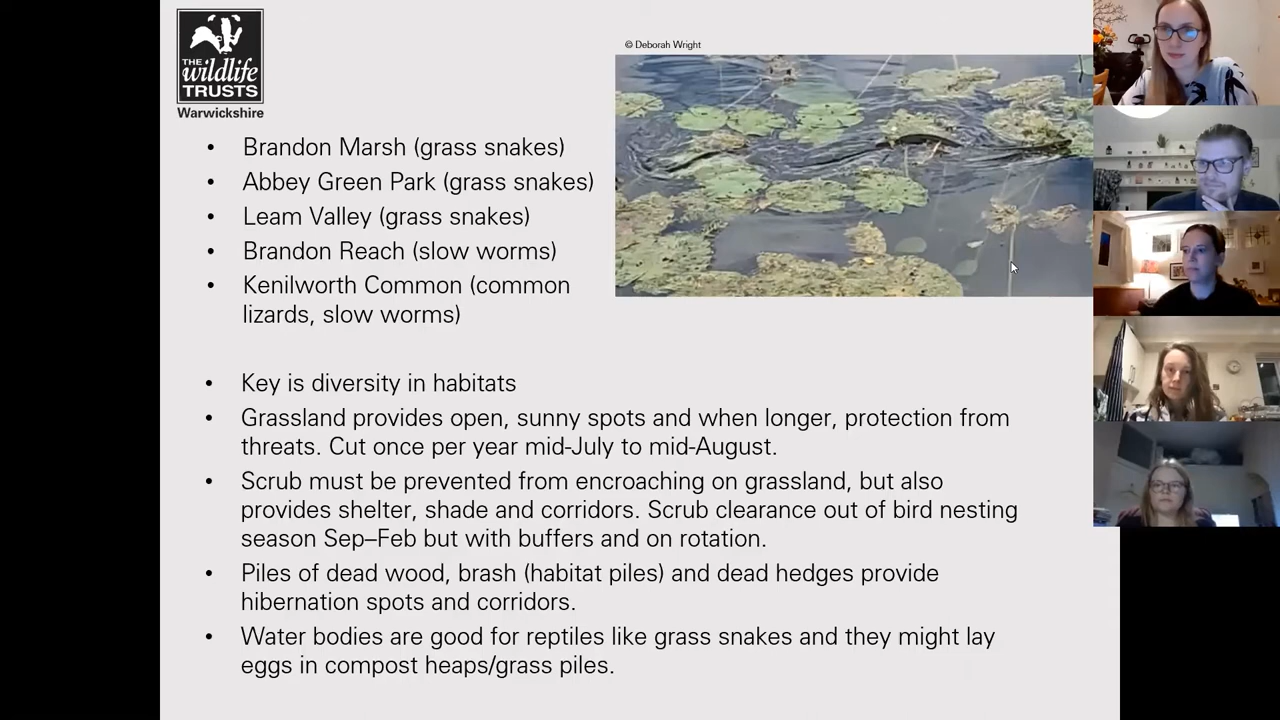 THE
wildlife
TRUSTS
Warwickshire
© Deborah Wright
• Brandon Marsh (grass snakes)
• Abbey Green Park (grass snakes)
• Leam Valley (grass snakes)
• Brandon Reach (slow worms)
• Kenilworth Common (common
lizards, slow worms)
• Key is diversity in habitats
• Grassland provides open, sunny spots and when longer, protection from
threats. Cut once per year mid-July to mid-August.
• Scrub must be prevented from encroaching on grassland, but also
provides shelter, shade and corridors. Scrub clearance out of bird nesting
season Sep–Feb but with buffers and on rotation.
• Piles of dead wood, brash (habitat piles) and dead hedges provide
hibernation spots and corridors.
• Water bodies are good for reptiles like grass snakes and they might lay
eggs in compost heaps/grass piles.